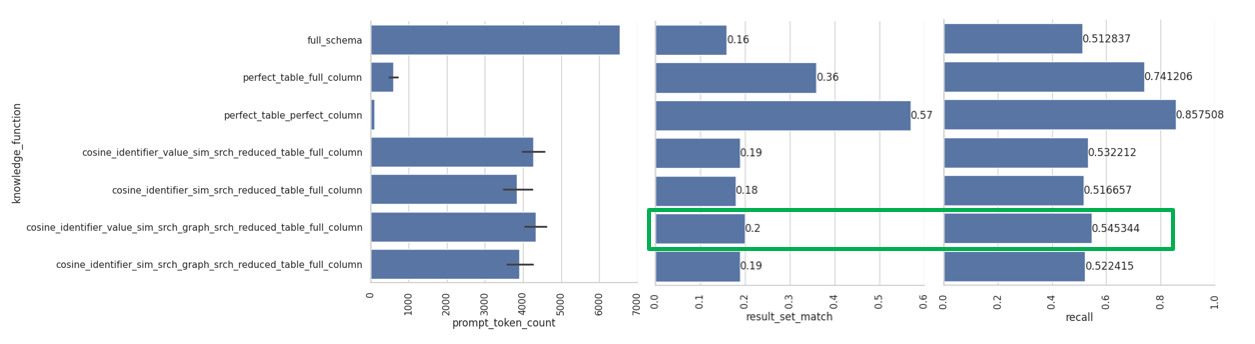 knowledge_function
full_schema
perfect_table_full_column
perfect_table_perfect_column
cosine_identifier_value_sim_srch_reduced_table_full_column
cosine_identifier_sim_srch_reduced_table_full_column
cosine_identifier_value_sim_srch_graph_srch_reduced_table_full_column
cosine_identifier_sim_srch_graph_srch_reduced_table_full_column
0 1000 2000 3000 4000 5000 6000 7000
prompt_token_count
0.16
0.36
0.57
0.19
0.18
0.2
0.19
0.0 0.1 0.2 0.3 0.4 0.5 0.6
result_set_match
0.512837
0.741206
0.857508
0.532212
0.516657
0.545344
0.522415
0.0 0.2 0.4 0.6 0.8 1.0
recall